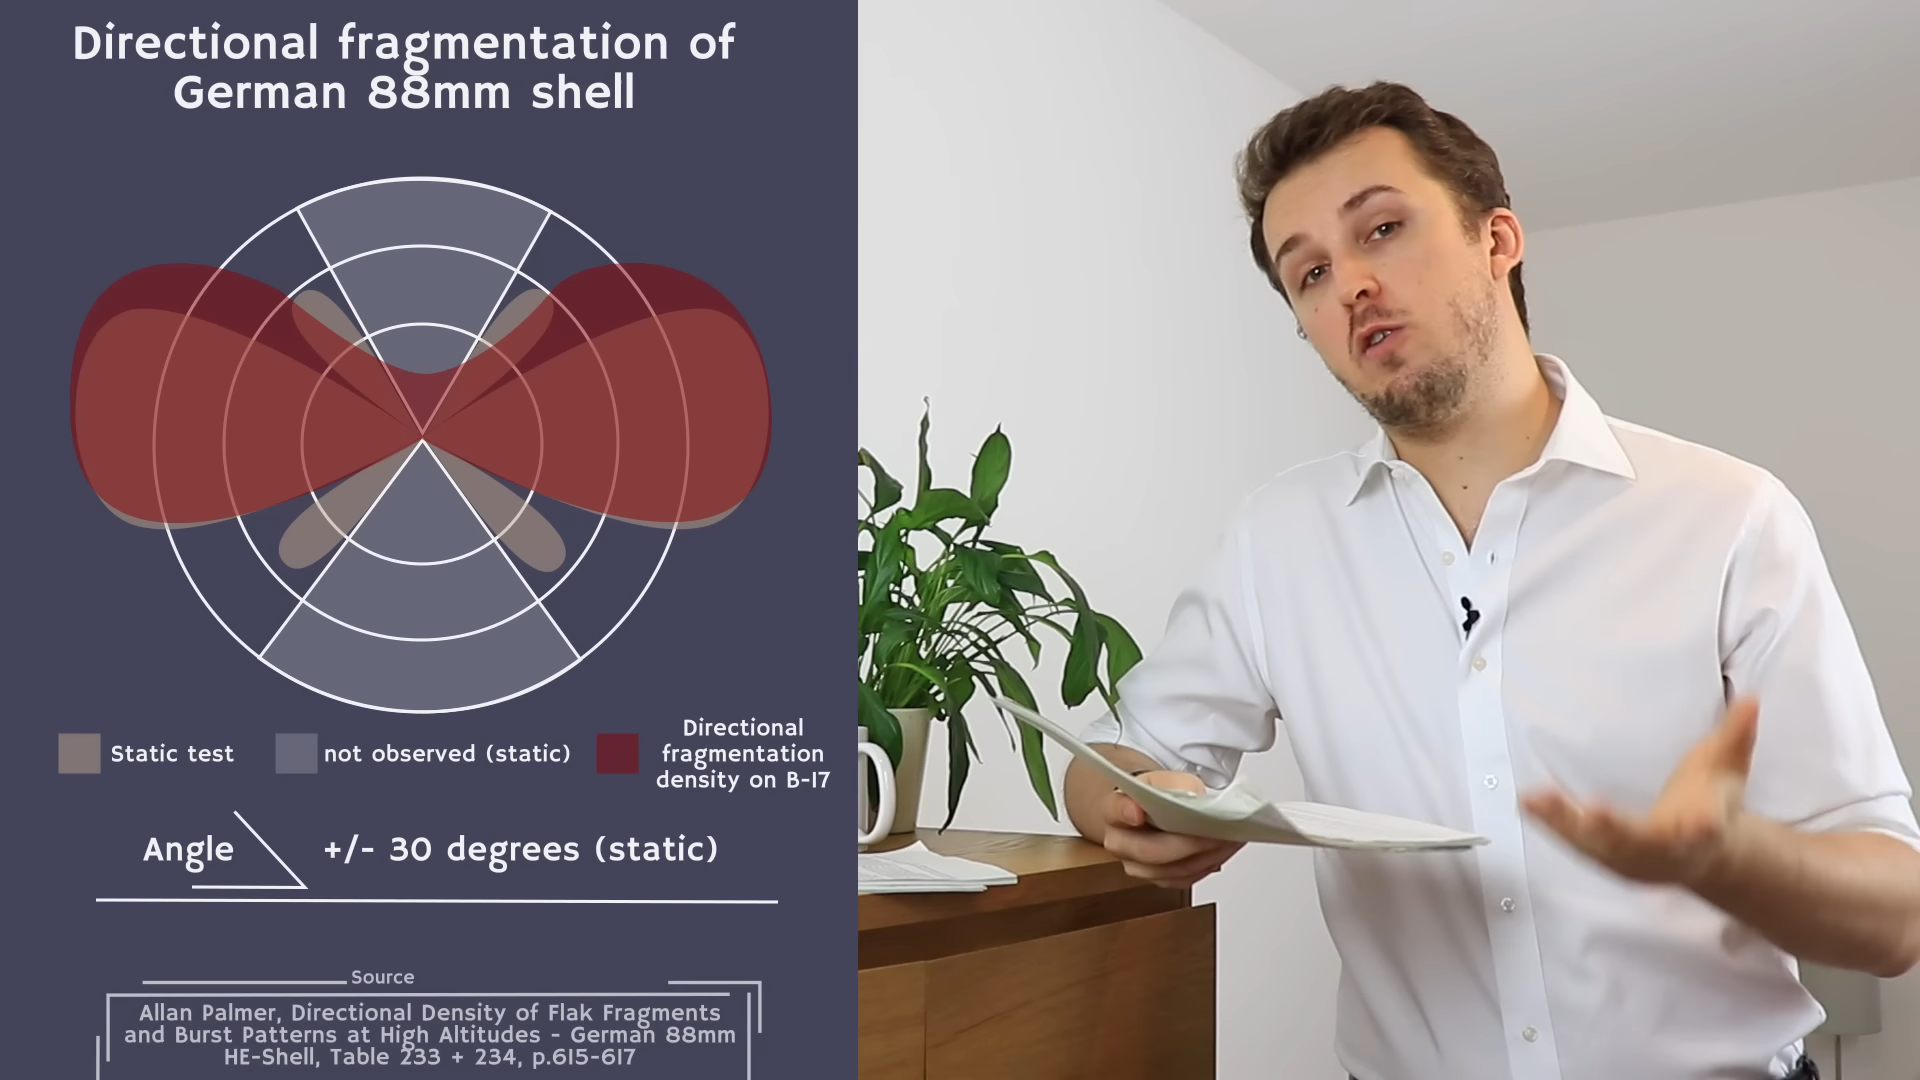 Directional fragmentation of
German 88mm shell
Static test
not observed (static)
Directional
fragmentation
density on B-17
Angle
+/- 30 degrees (static)
Source
Allan Palmer, Directional Density of Flak Fragments
and Burst Patterns at High Altitudes - German 88mm
HE-Shell, Table 233 + 234, p.615-617